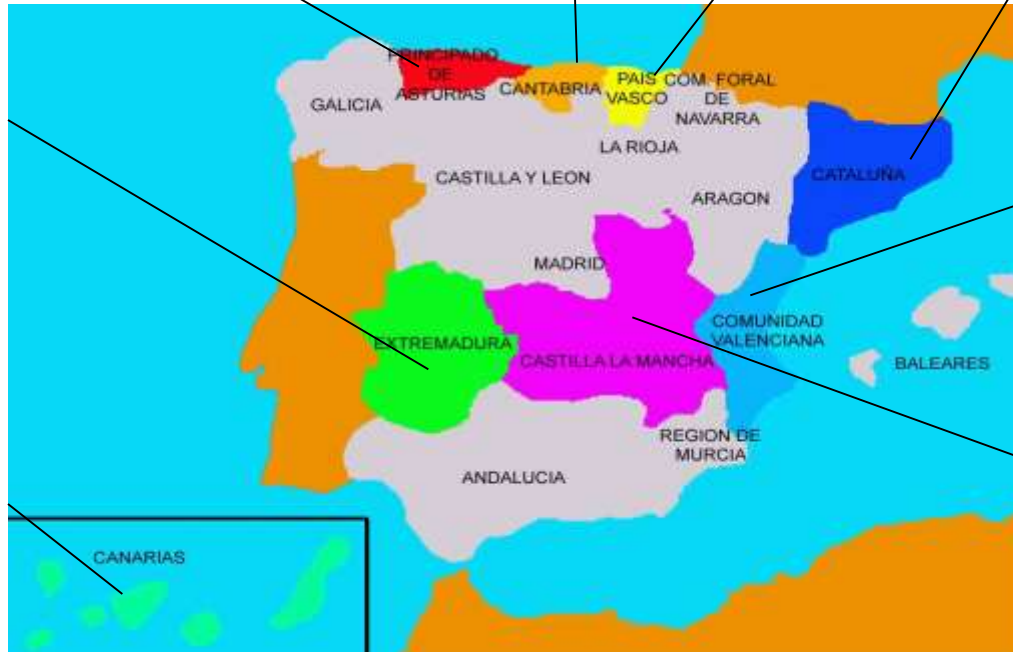 PRINCIPADO
DE
ASTURIAS
CANTABRIA
PAIS
VASCO
COM. FORAL
DE
NAVARRA
GALICIA
LA RIOJA
CASTILLA Y LEON
ARAGON
CATALUÑA
MADRID
EXTREMADURA
CASTILLA LA MANCHA
COMUNIDAD
VALENCIANA
BALEARES
REGION DE
MURCIA
ANDALUCIA
CANARIAS